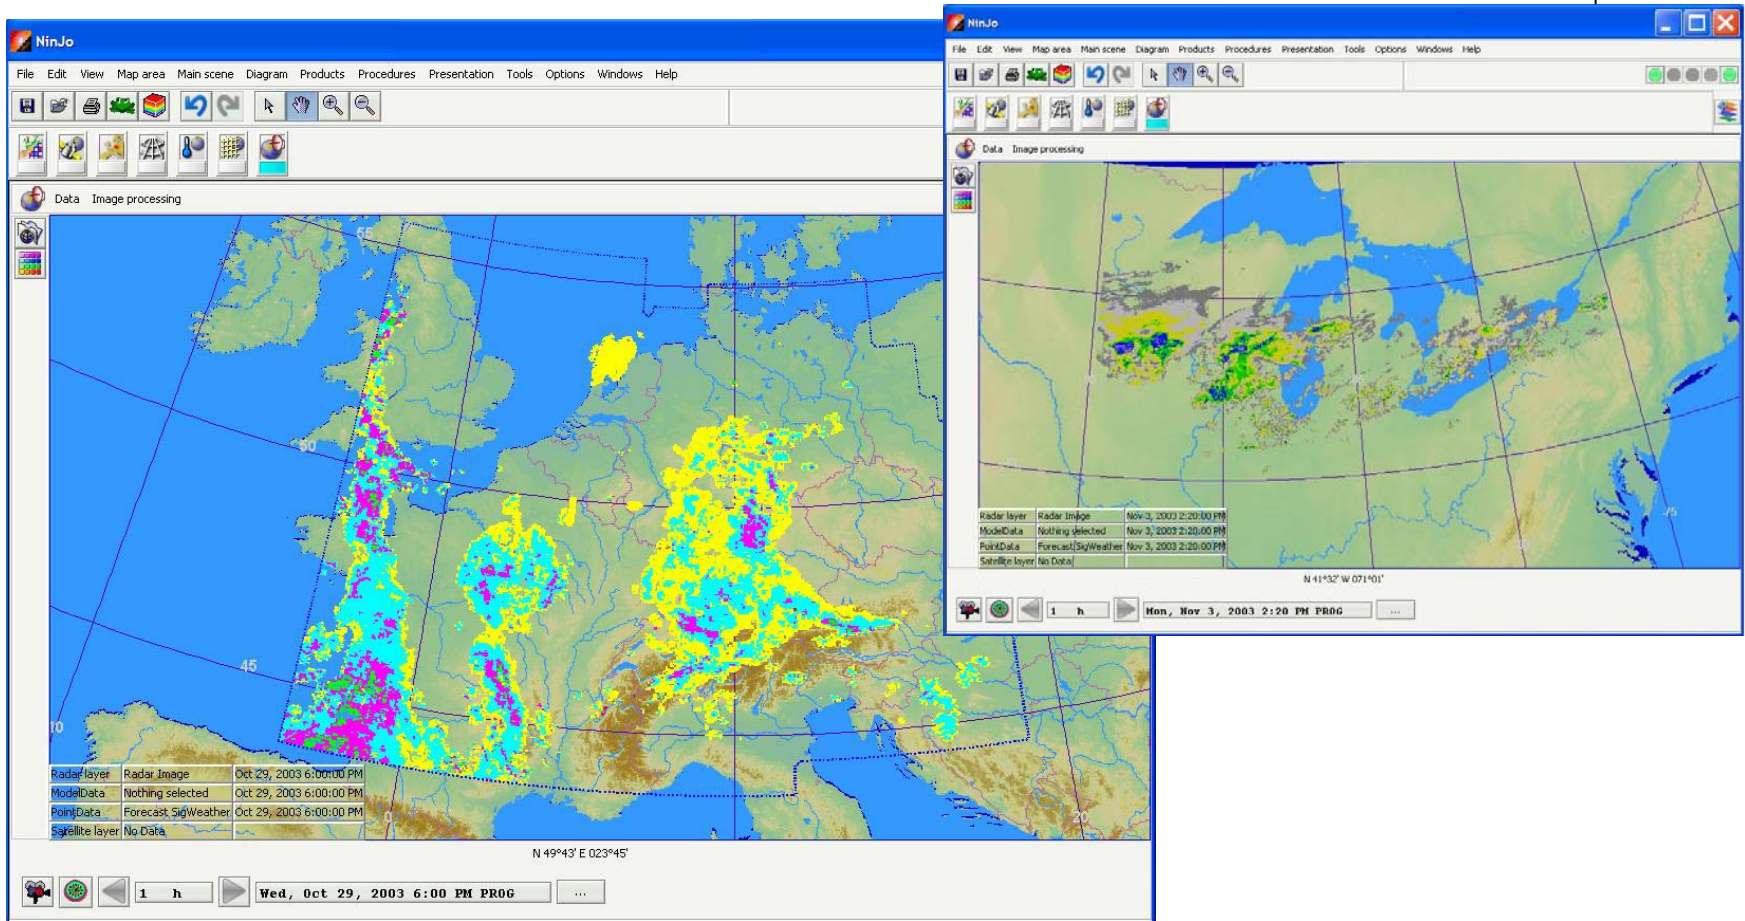 NinJo
File Edit View Map area Main scene Diagram Products Procedures Presentation Tools Options Windows Help
Data Image processing
55
50
45
10
0
20
Radar layer Radar Image Oct 29, 2003 6:00:00 PM
ModelData Nothing selected Oct 29, 2003 6:00:00 PM
PointData Forecast SigWeather Oct 29, 2003 6:00:00 PM
Satellite layer No Data
N 49°43' E 023°45'
1 h Wed, Oct 29, 2003 6:00 PM PROG ...
NinJo
File Edit View Map area Main scene Diagram Products Procedures Presentation Tools Options Windows Help
Data Image processing
-75
Radar layer Radar Image Nov 3, 2003 2:20:00 PM
ModelData Nothing selected Nov 3, 2003 2:20:00 PM
PointData Forecast SigWeather Nov 3, 2003 2:20:00 PM
Satellite layer No Data
N 41°32' W 071°01'
1 h Mon, Nov 3, 2003 2:20 PM PROG ...